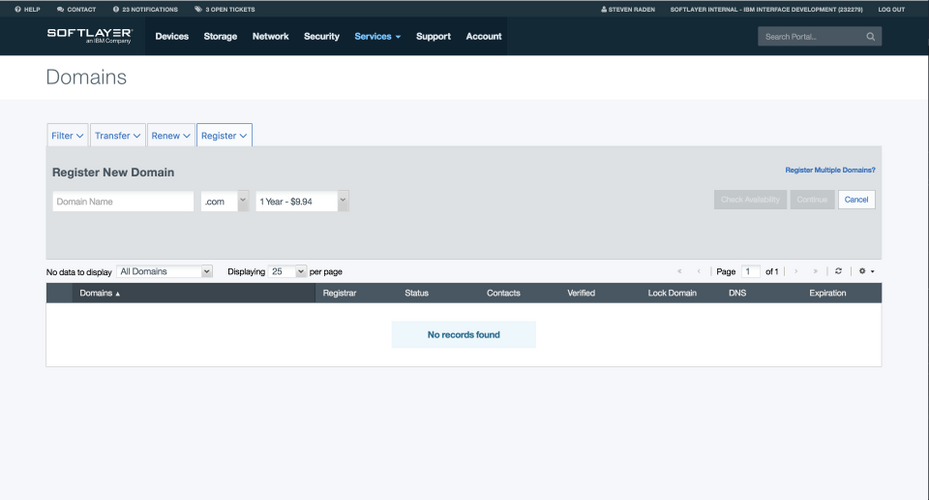 HELP CONTACT 23 NOTIFICATIONS 3 OPEN TICKETS STEVEN RADEN SOFTLAYER INTERNAL - IBM INTERFACE DEVELOPMENT (232279) LOG OUT
SOFTLAYER®
an IBM Company
Devices Storage Network Security Services Support Account Search Portal...
Domains
Filter Transfer Renew Register
Register New Domain Register Multiple Domains?
Domain Name .com 1 Year - $9.94 Check Availability Continue Cancel
No data to display All Domains Displaying 25 per page « ‹ Page 1 of 1 › »
Domains ▲ Registrar Status Contacts Verified Lock Domain DNS Expiration
No records found